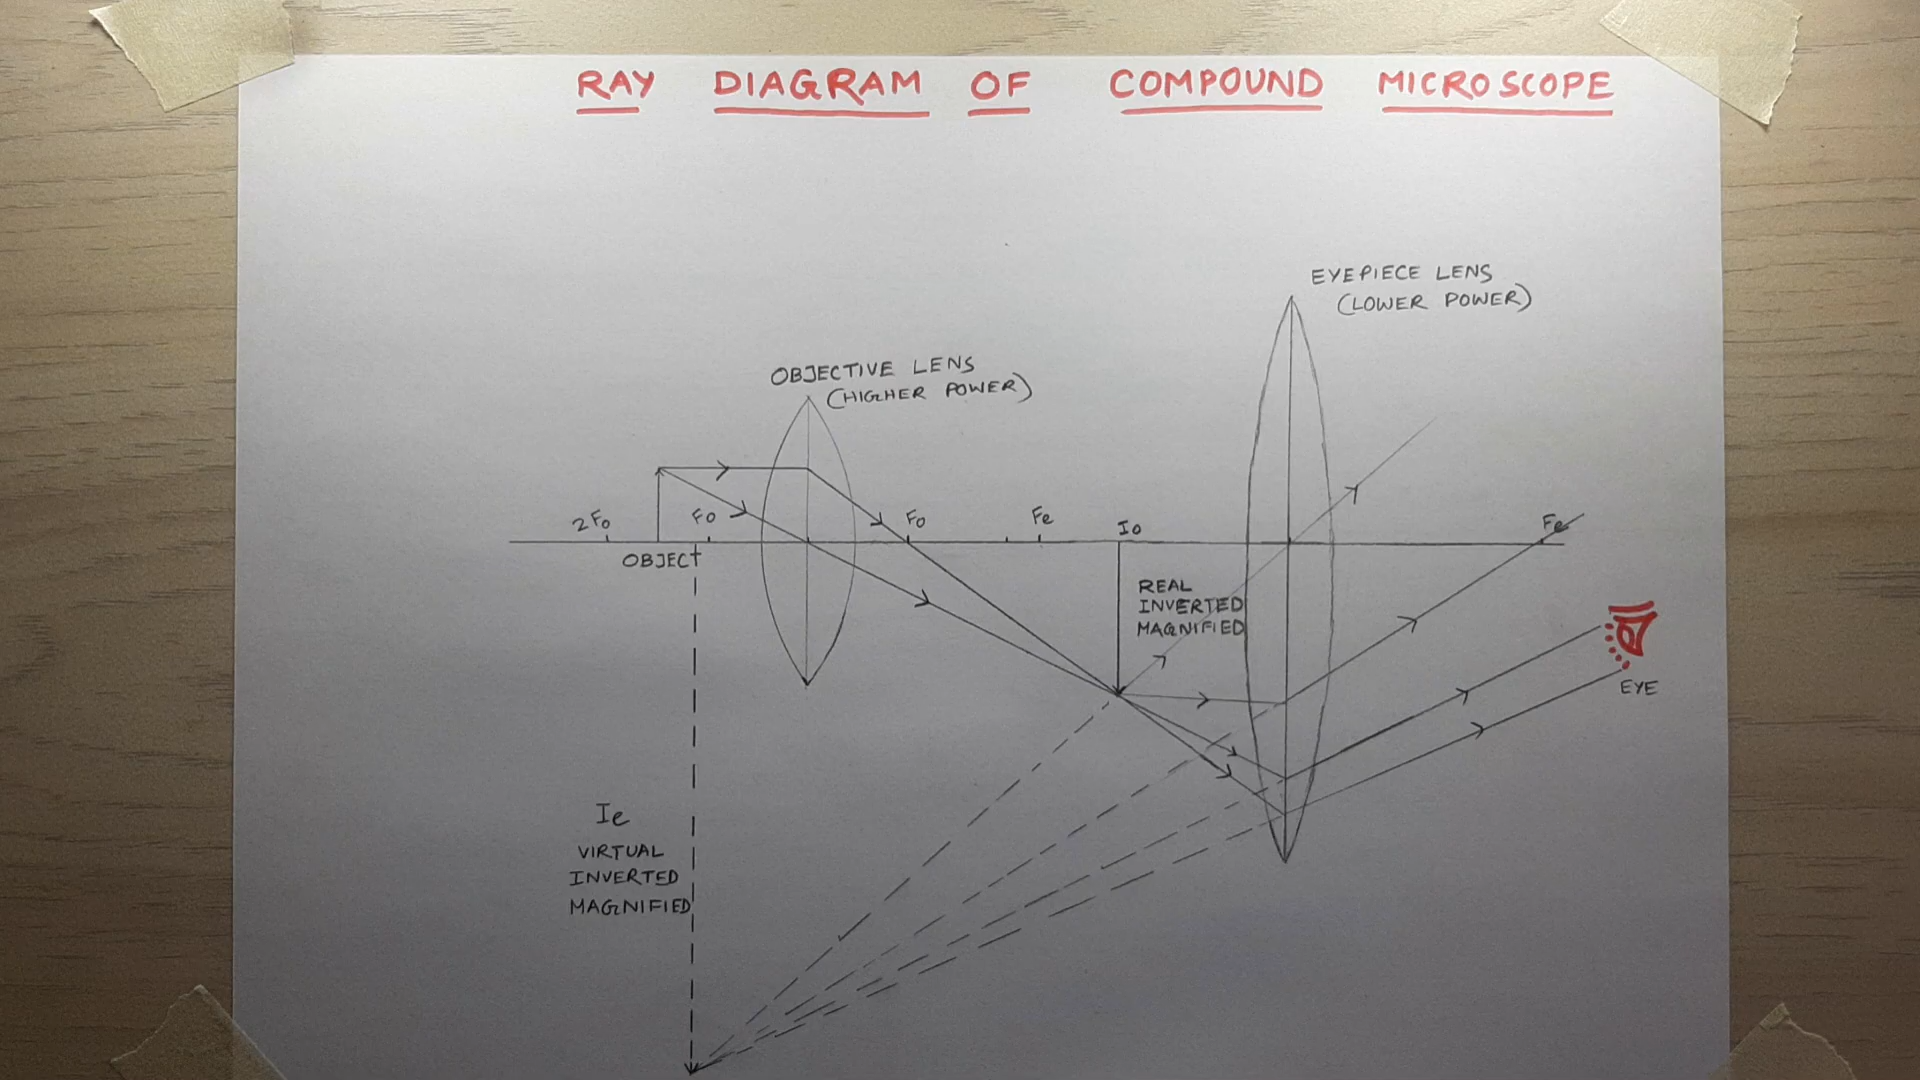 RAY DIAGRAM OF COMPOUND MICROSCOPE
EYEPIECE LENS
(LOWER POWER)
OBJECTIVE LENS
(HIGHER POWER)
2Fo
Fo
Fo
Fe
Io
Fe
OBJECT
REAL
INVERTED
MAGNIFIED
EYE
Ie
VIRTUAL
INVERTED
MAGNIFIED